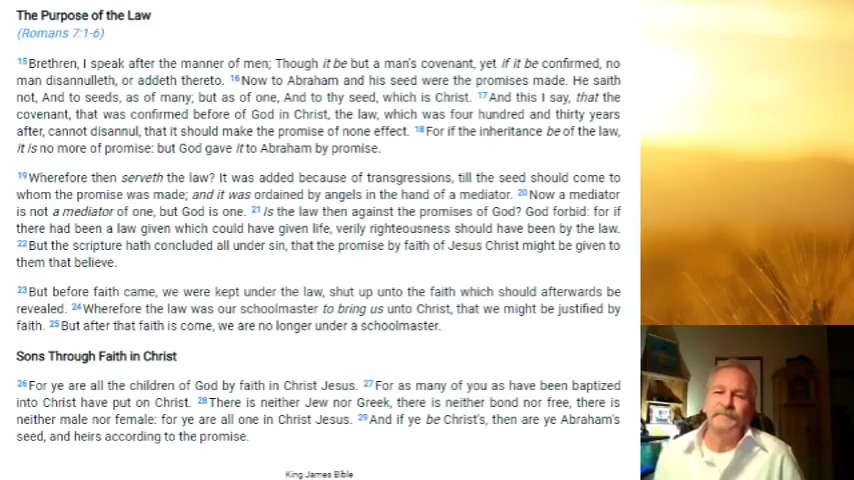 The Purpose of the Law
(Romans 7:1-6)
15Brethren, I speak after the manner of men; Though it be but a man's covenant, yet if it be confirmed, no
man disannulleth, or addeth thereto. 16Now to Abraham and his seed were the promises made. He saith
not, And to seeds, as of many; but as of one, And to thy seed, which is Christ. 17And this I say, that the
covenant, that was confirmed before of God in Christ, the law, which was four hundred and thirty years
after, cannot disannul, that it should make the promise of none effect. 18For if the inheritance be of the law,
it is no more of promise: but God gave it to Abraham by promise.
19Wherefore then serveth the law? It was added because of transgressions, till the seed should come to
whom the promise was made; and it was ordained by angels in the hand of a mediator. 20Now a mediator
is not a mediator of one, but God is one. 21Is the law then against the promises of God? God forbid: for if
there had been a law given which could have given life, verily righteousness should have been by the law.
22But the scripture hath concluded all under sin, that the promise by faith of Jesus Christ might be given to
them that believe.
23But before faith came, we were kept under the law, shut up unto the faith which should afterwards be
revealed. 24Wherefore the law was our schoolmaster to bring us unto Christ, that we might be justified by
faith. 25But after that faith is come, we are no longer under a schoolmaster.
Sons Through Faith in Christ
26For ye are all the children of God by faith in Christ Jesus. 27For as many of you as have been baptized
into Christ have put on Christ. 28There is neither Jew nor Greek, there is neither bond nor free, there is
neither male nor female: for ye are all one in Christ Jesus. 29And if ye be Christ's, then are ye Abraham's
seed, and heirs according to the promise.
King James Bible